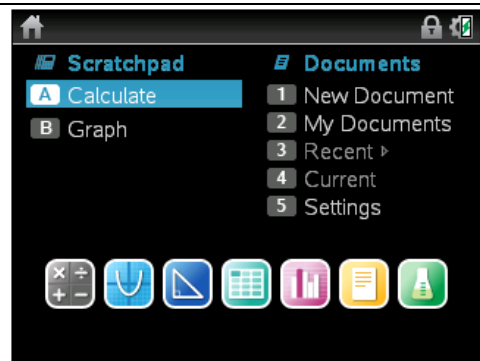 Scratchpad
A Calculate
B Graph
Documents
1 New Document
2 My Documents
3 Recent ▷
4 Current
5 Settings